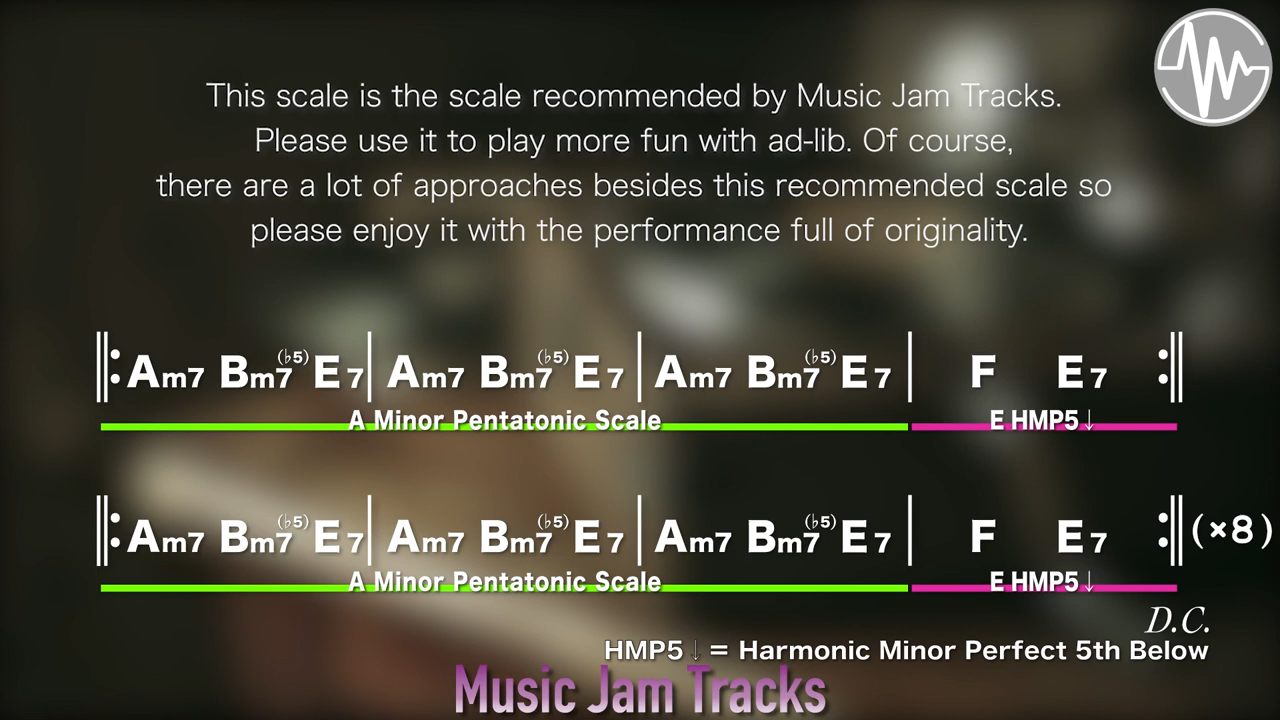 This scale is the scale recommended by Music Jam Tracks.
Please use it to play more fun with ad-lib. Of course,
there are a lot of approaches besides this recommended scale so
please enjoy it with the performance full of originality.
Am7 Bm7(♭5) E7 Am7 Bm7(♭5) E7 Am7 Bm7(♭5) E7 F E7
A Minor Pentatonic Scale E HMP5↓
Am7 Bm7(♭5) E7 Am7 Bm7(♭5) E7 Am7 Bm7(♭5) E7 F E7 (×8)
A Minor Pentatonic Scale E HMP5↓
D.C.
HMP5↓= Harmonic Minor Perfect 5th Below
Music Jam Tracks